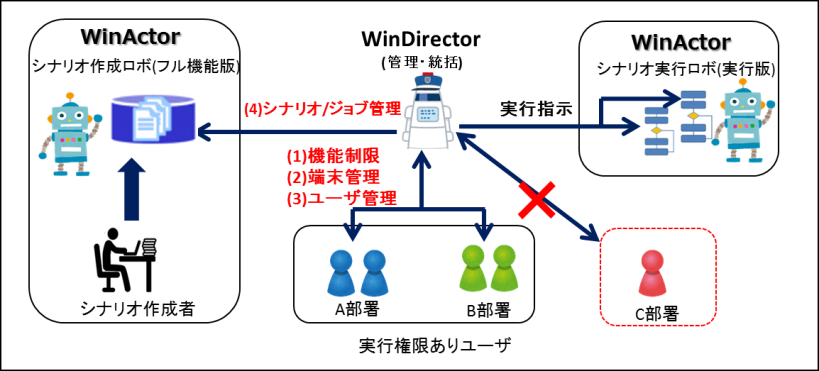 WinActor
シナリオ作成ロボ(フル機能版)
シナリオ作成者
WinDirector
(管理・統括)
(4)シナリオ/ジョブ管理
(1)機能制限
(2)端末管理
(3)ユーザ管理
実行指示
WinActor
シナリオ実行ロボ(実行版)
A部署
B部署
C部署
実行権限ありユーザ